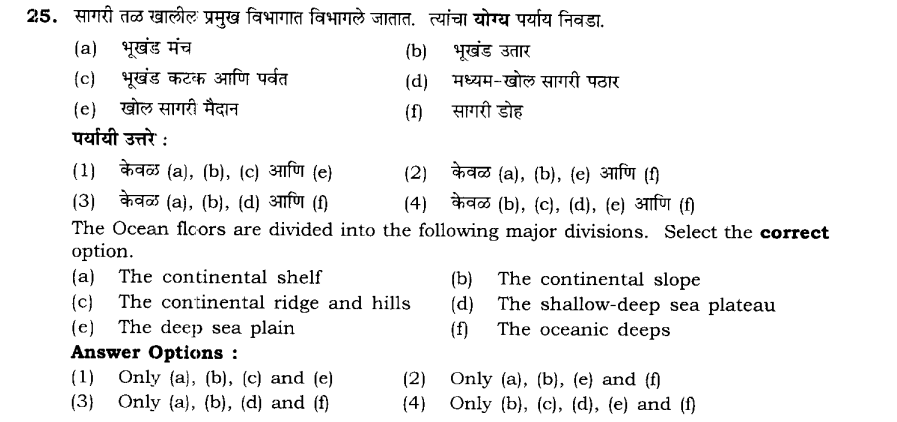 25. सागरी तळ खालील प्रमुख विभागात विभागले जातात. त्यांचा योग्य पर्याय निवडा.
(a) भूखंड मंच (b) भूखंड उतार
(c) भूखंड कटक आणि पर्वत (d) मध्यम-खोल सागरी पठार
(e) खोल सागरी मैदान (f) सागरी डोह
पर्यायी उत्तरे :
(1) केवळ (a), (b), (c) आणि (e) (2) केवळ (a), (b), (e) आणि (f)
(3) केवळ (a), (b), (d) आणि (f) (4) केवळ (b), (c), (d), (e) आणि (f)
The Ocean floors are divided into the following major divisions. Select the correct
option.
(a) The continental shelf (b) The continental slope
(c) The continental ridge and hills (d) The shallow-deep sea plateau
(e) The deep sea plain (f) The oceanic deeps
Answer Options :
(1) Only (a), (b), (c) and (e) (2) Only (a), (b), (e) and (f)
(3) Only (a), (b), (d) and (f) (4) Only (b), (c), (d), (e) and (f)